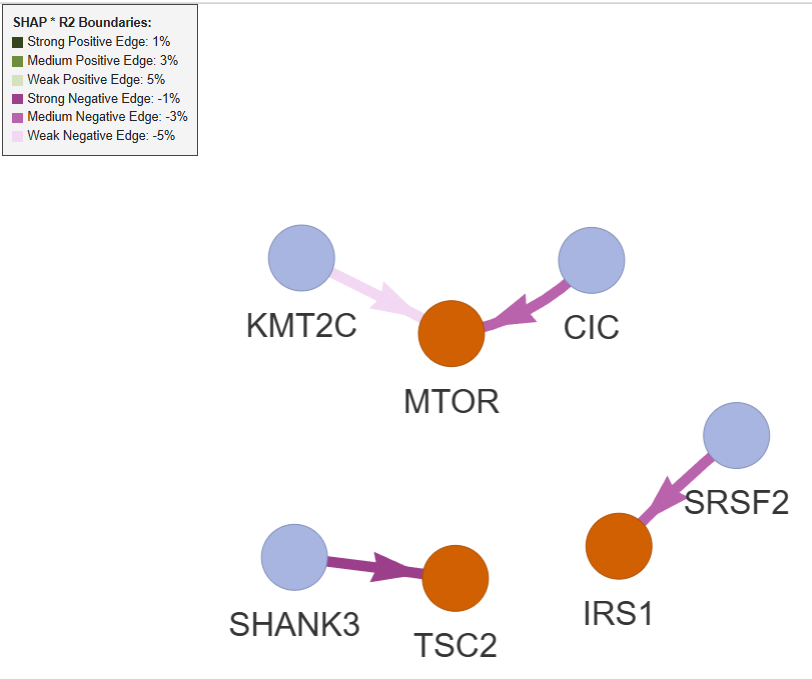 SHAP * R2 Boundaries:
Strong Positive Edge: 1%
Medium Positive Edge: 3%
Weak Positive Edge: 5%
Strong Negative Edge: -1%
Medium Negative Edge: -3%
Weak Negative Edge: -5%
KMT2C
CIC
MTOR
SRSF2
SHANK3
TSC2
IRS1